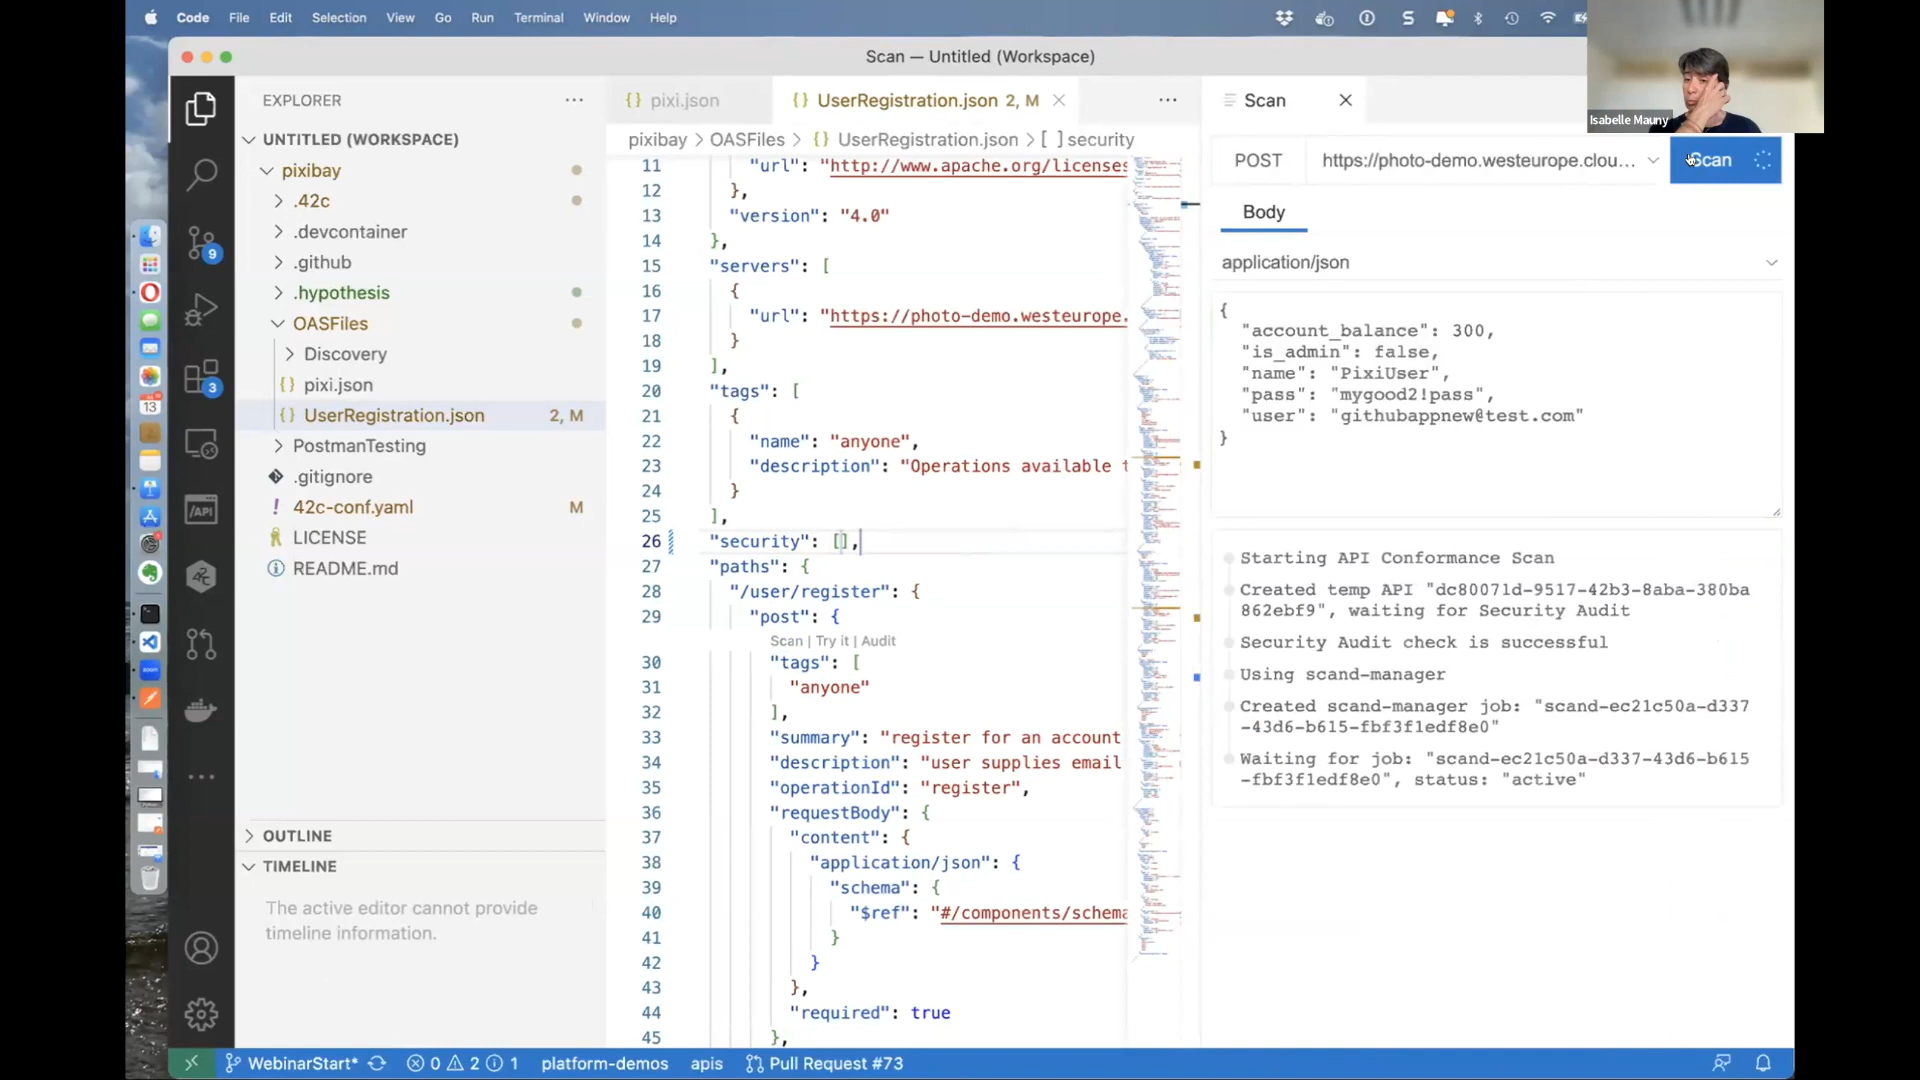 Code File Edit Selection View Go Run Terminal Window Help
Scan — Untitled (Workspace)
Isabelle Mauny
EXPLORER
UNTITLED (WORKSPACE)
pixibay
.42c
.devcontainer
.github
.hypothesis
OASFiles
Discovery
pixi.json
UserRegistration.json 2, M
PostmanTesting
.gitignore
42c-conf.yaml M
LICENSE
README.md
OUTLINE
TIMELINE
The active editor cannot provide
timeline information.
9
3
/API
13
pixi.json
UserRegistration.json 2, M
pixibay > OASFiles > {} UserRegistration.json > [ ] security
11 "url": "http://www.apache.org/licenses
12 },
13 "version": "4.0"
14 },
15 "servers": [
16 {
17 "url": "https://photo-demo.westeurope.
18 }
19 ],
20 "tags": [
21 {
22 "name": "anyone",
23 "description": "Operations available t
24 }
25 ],
26 "security": [],
27 "paths": {
28 "/user/register": {
29 "post": {
Scan | Try it | Audit
30 "tags": [
31 "anyone"
32 ],
33 "summary": "register for an account
34 "description": "user supplies email
35 "operationId": "register",
36 "requestBody": {
37 "content": {
38 "application/json": {
39 "schema": {
40 "$ref": "#/components/schema
41 }
42 }
43 },
44 "required": true
45 },
Scan
POST https://photo-demo.westeurope.clou... Scan
Body
application/json
{
"account_balance": 300,
"is_admin": false,
"name": "PixiUser",
"pass": "mygood2!pass",
"user": "githubappnew@test.com"
}
Starting API Conformance Scan
Created temp API "dc80071d-9517-42b3-8aba-380ba
862ebf9", waiting for Security Audit
Security Audit check is successful
Using scand-manager
Created scand-manager job: "scand-ec21c50a-d337
-43d6-b615-fbf3f1edf8e0"
Waiting for job: "scand-ec21c50a-d337-43d6-b615
-fbf3f1edf8e0", status: "active"
WebinarStart* 0 2 1 platform-demos apis Pull Request #73